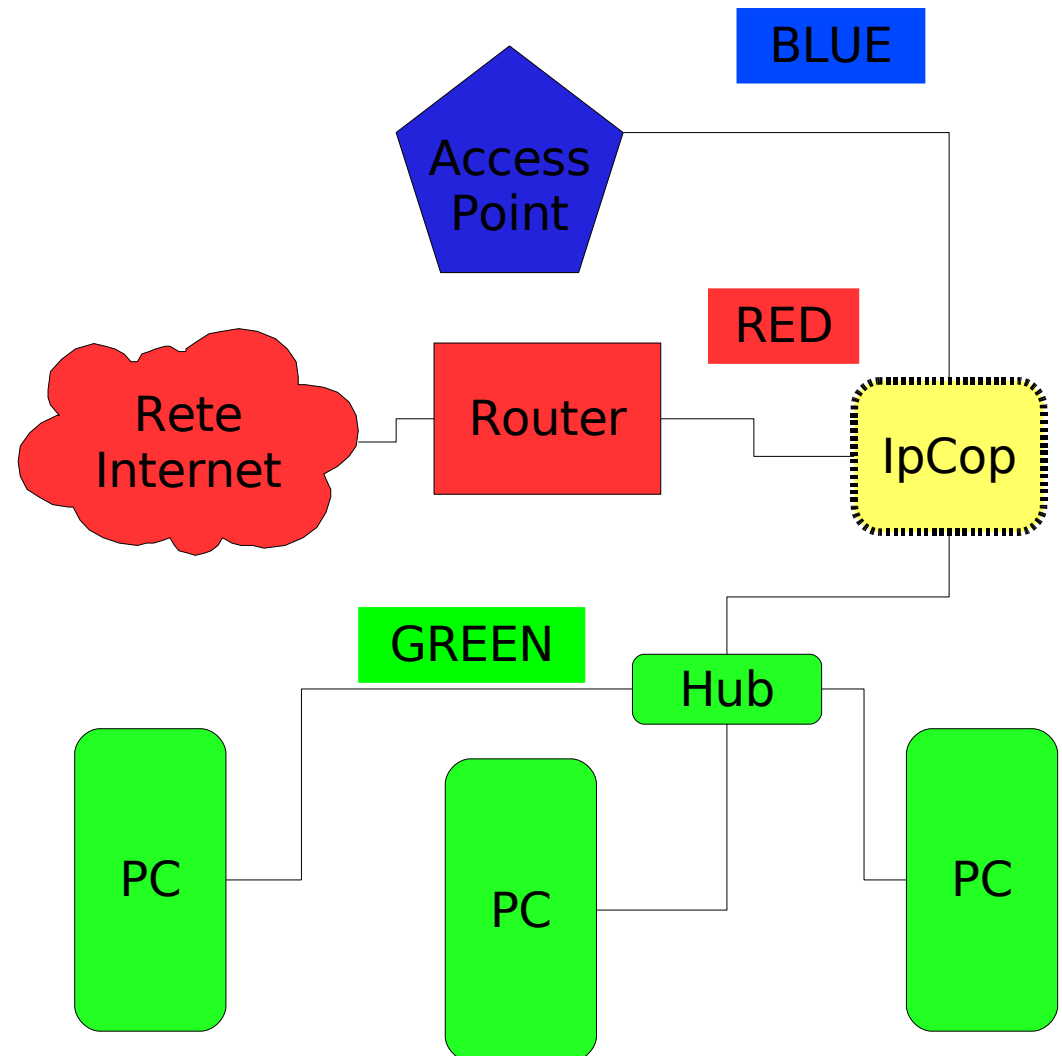 BLUE
Access
Point
RED
Rete
Internet
Router
IpCop
GREEN
Hub
PC
PC
PC